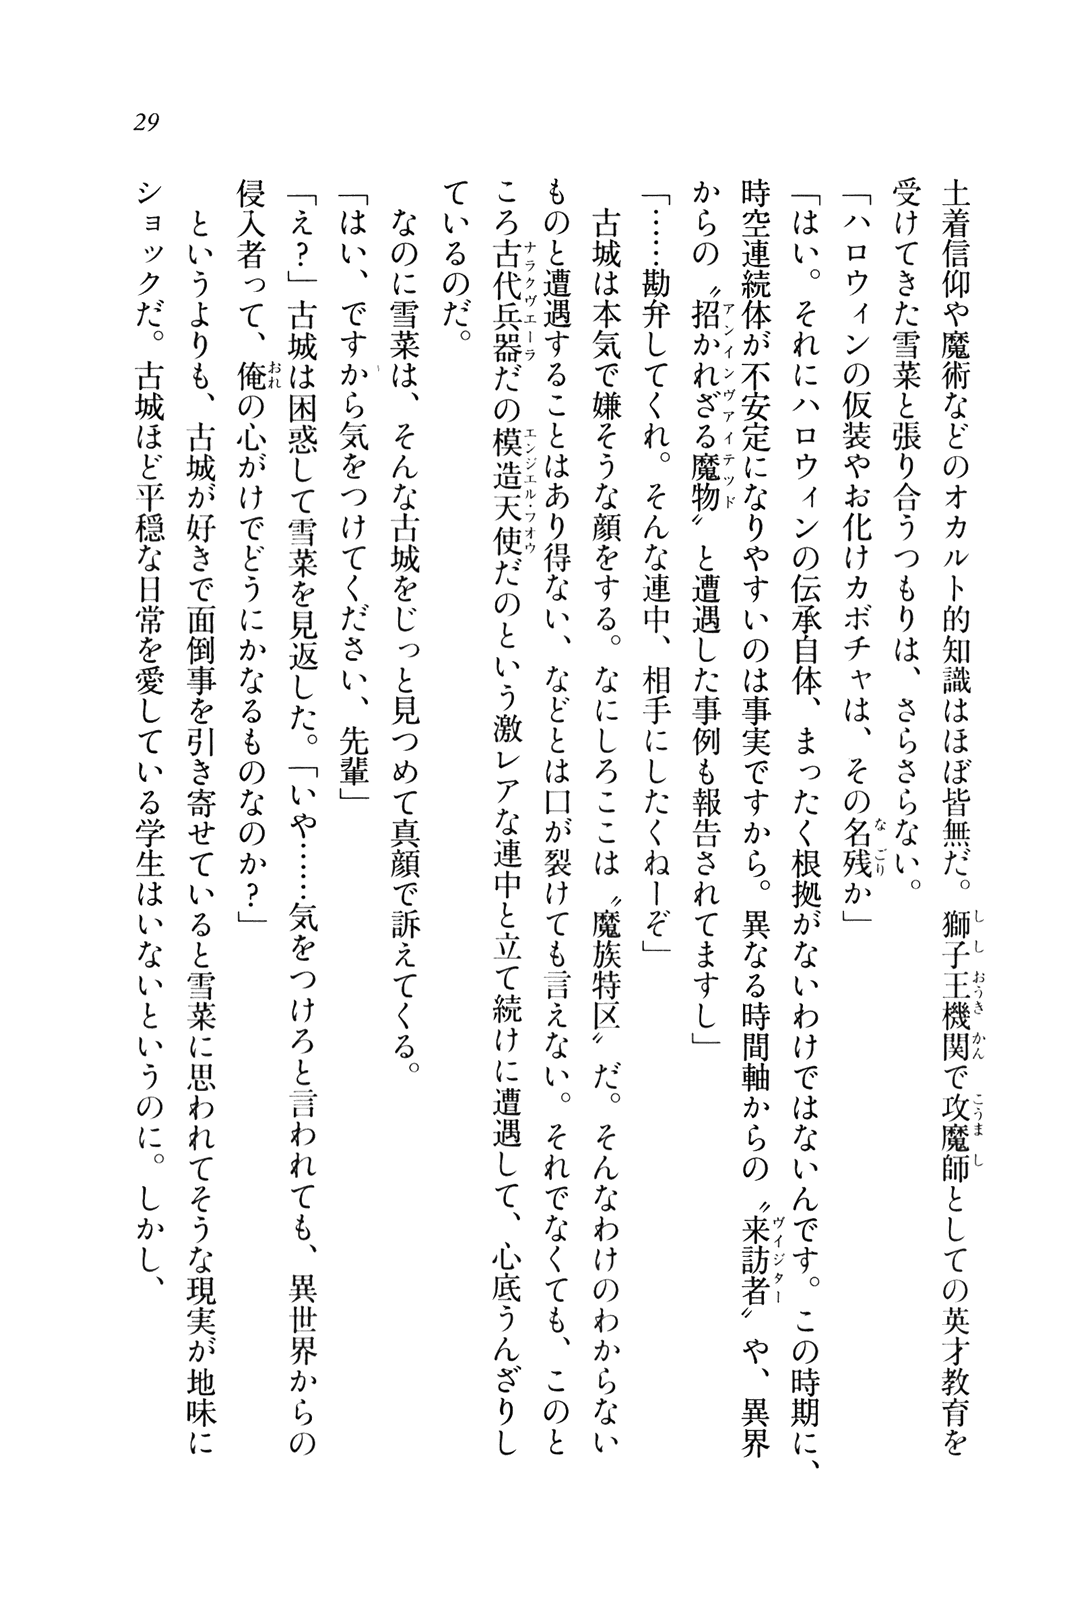 29
土着信仰や魔術などのオカルト的知識はほぼ皆無だ。獅子王機関で攻魔師としての英才教育を
受けてきた雪菜と張り合うつもりは、さらさらない。
「ハロウィンの仮装やお化けカボチャは、その名残か」
「はい。それにハロウィンの伝承自体、まったく根拠がないわけではないんです。この時期に、
時空連続体が不安定になりやすいのは事実ですから。異なる時間軸からの〝来訪者〟や、異界
からの〝招かれざる魔物〟と遭遇した事例も報告されてますし」
「……勘弁してくれ。そんな連中、相手にしたくねーぞ」
　古城は本気で嫌そうな顔をする。なにしろここは〝魔族特区〟だ。そんなわけのわからない
ものと遭遇することはあり得ない、などとは口が裂けても言えない。それでなくても、このと
ころ古代兵器だの模造天使だのという激レアな連中と立て続けに遭遇して、心底うんざりし
ているのだ。
　なのに雪菜は、そんな古城をじっと見つめて真顔で訴えてくる。
「はい、ですから気をつけてください、先輩」
「え？」古城は困惑して雪菜を見返した。「いや……気をつけろと言われても、異世界からの
侵入者って、俺の心がけでどうにかなるものなのか？」
　というよりも、古城が好きで面倒事を引き寄せていると雪菜に思われてそうな現実が地味に
ショックだ。古城ほど平穏な日常を愛している学生はいないというのに。しかし、